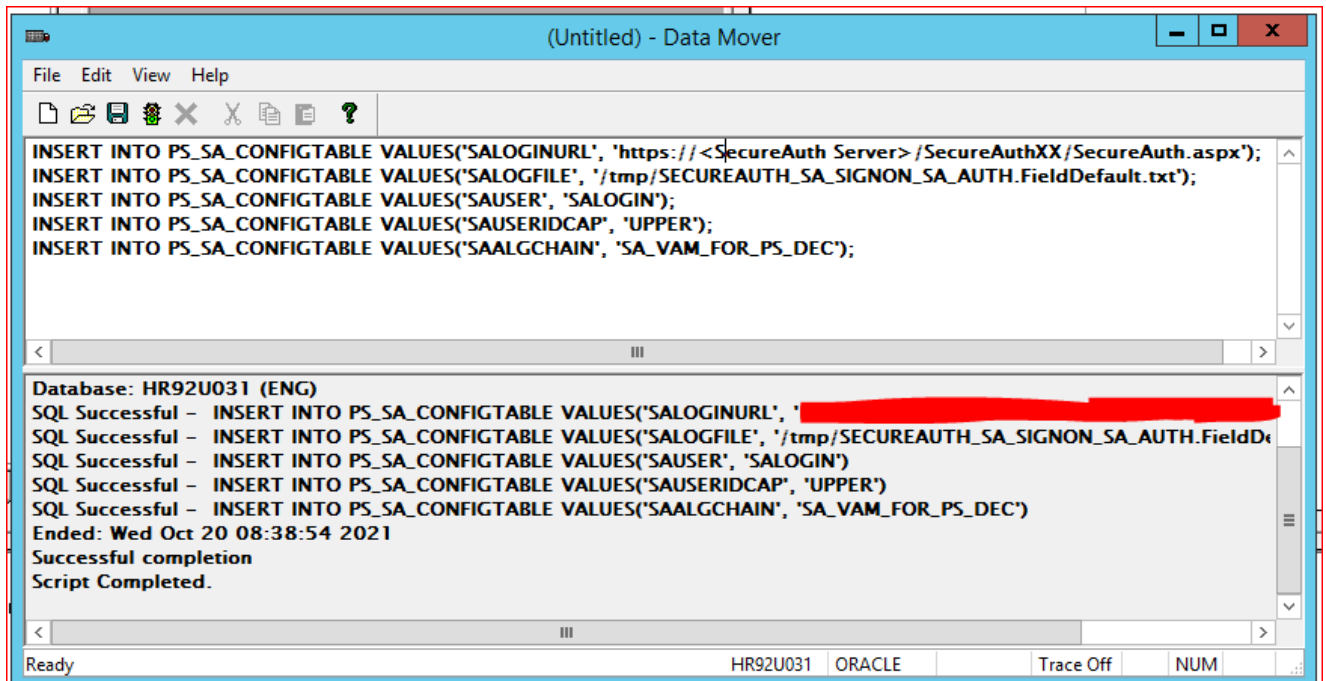 (Untitled) - Data Mover
File Edit View Help
INSERT INTO PS_SA_CONFIGTABLE VALUES('SALOGINURL', 'https://<SecureAuth Server>/SecureAuthXX/SecureAuth.aspx');
INSERT INTO PS_SA_CONFIGTABLE VALUES('SALOGFILE', '/tmp/SECUREAUTH_SA_SIGNON_SA_AUTH.FieldDefault.txt');
INSERT INTO PS_SA_CONFIGTABLE VALUES('SAUSER', 'SALOGIN');
INSERT INTO PS_SA_CONFIGTABLE VALUES('SAUSERIDCAP', 'UPPER');
INSERT INTO PS_SA_CONFIGTABLE VALUES('SAALGCHAIN', 'SA_VAM_FOR_PS_DEC');
Database: HR92U031 (ENG)
SQL Successful - INSERT INTO PS_SA_CONFIGTABLE VALUES('SALOGINURL', '
SQL Successful - INSERT INTO PS_SA_CONFIGTABLE VALUES('SALOGFILE', '/tmp/SECUREAUTH_SA_SIGNON_SA_AUTH.FieldDe
SQL Successful - INSERT INTO PS_SA_CONFIGTABLE VALUES('SAUSER', 'SALOGIN')
SQL Successful - INSERT INTO PS_SA_CONFIGTABLE VALUES('SAUSERIDCAP', 'UPPER')
SQL Successful - INSERT INTO PS_SA_CONFIGTABLE VALUES('SAALGCHAIN', 'SA_VAM_FOR_PS_DEC')
Ended: Wed Oct 20 08:38:54 2021
Successful completion
Script Completed.
Ready HR92U031 ORACLE Trace Off NUM